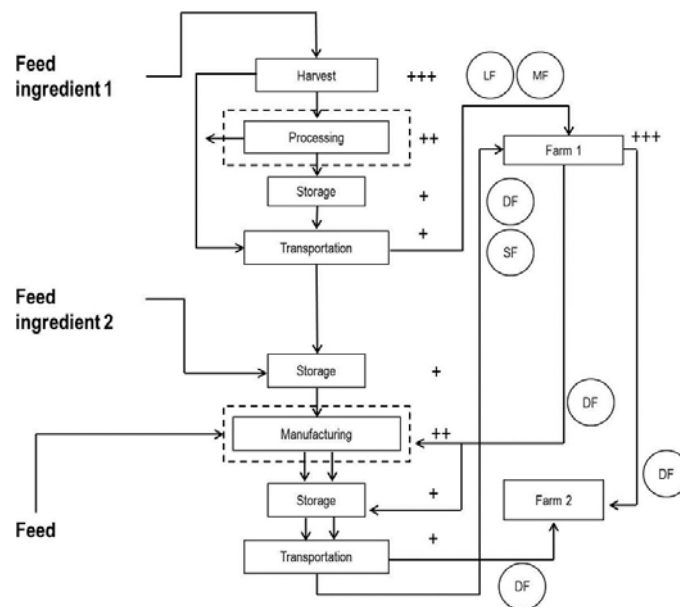 Feed
ingredient 1
Harvest
+++
LF
MF
Processing
++
Farm 1
+++
Storage
+
DF
Transportation
+
SF
Feed
ingredient 2
Storage
+
DF
Manufacturing
++
DF
Storage
+
Farm 2
Feed
Transportation
+
DF